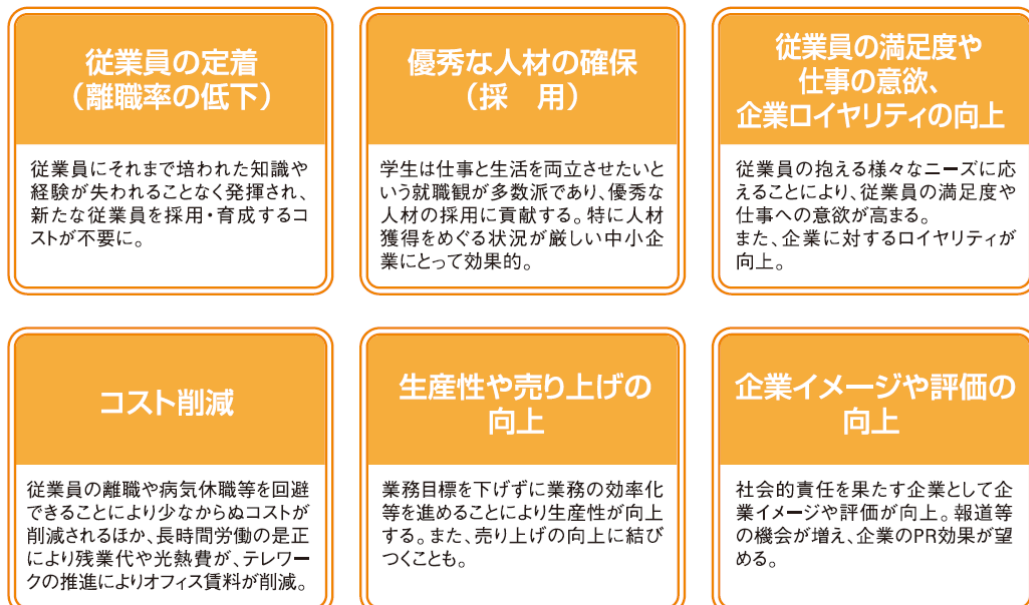 従業員の定着
（離職率の低下）
従業員にそれまで培われた知識や
経験が失われることなく発揮され、
新たな従業員を採用・育成するコ
ストが不要に。
優秀な人材の確保
（採　用）
学生は仕事と生活を両立させたいと
いう就職観が多数派であり、優秀な
人材の採用に貢献する。特に人材
獲得をめぐる状況が厳しい中小企
業にとって効果的。
従業員の満足度や
仕事の意欲、
企業ロイヤリティの向上
従業員の抱える様々なニーズに応
えることにより、従業員の満足度や
仕事への意欲が高まる。
また、企業に対するロイヤリティが
向上。
コスト削減
従業員の離職や病気休職等を回避
できることにより少なからぬコストが
削減されるほか、長時間労働の是正
により残業代や光熱費が、テレワー
クの推進によりオフィス賃料が削減。
生産性や売り上げの
向上
業務目標を下げずに業務の効率化
等を進めることにより生産性が向上
する。また、売り上げの向上に結び
つくことも。
企業イメージや評価の
向上
社会的責任を果たす企業として企
業イメージや評価が向上。報道等
の機会が増え、企業のPR効果が望
める。